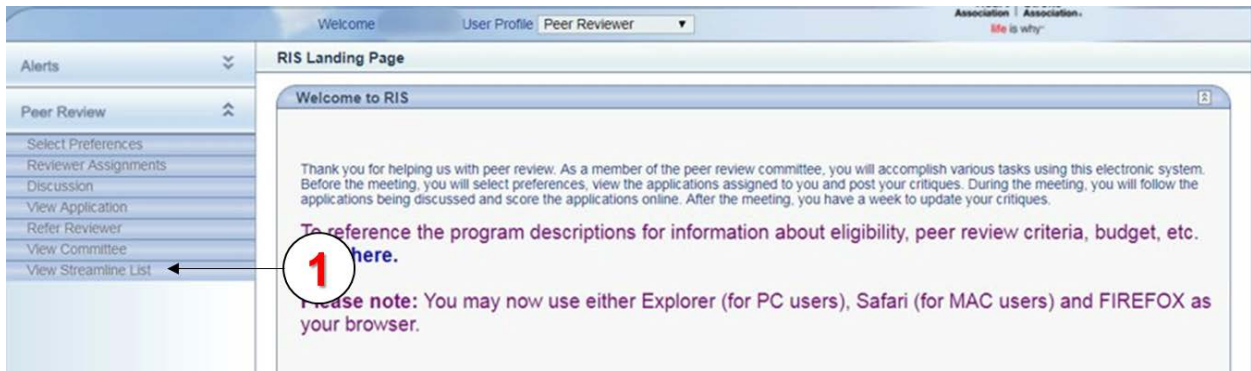 Welcome
User Profile Peer Reviewer
Association | Association.
life is why
Alerts
RIS Landing Page
Peer Review
Welcome to RIS
Select Preferences
Reviewer Assignments
Discussion
View Application
Refer Reviewer
View Committee
View Streamline List
1
Thank you for helping us with peer review. As a member of the peer review committee, you will accomplish various tasks using this electronic system.
Before the meeting, you will select preferences, view the applications assigned to you and post your critiques. During the meeting, you will follow the
applications being discussed and score the applications online. After the meeting, you have a week to update your critiques.
To reference the program descriptions for information about eligibility, peer review criteria, budget, etc.
here.
Please note: You may now use either Explorer (for PC users), Safari (for MAC users) and FIREFOX as
your browser.